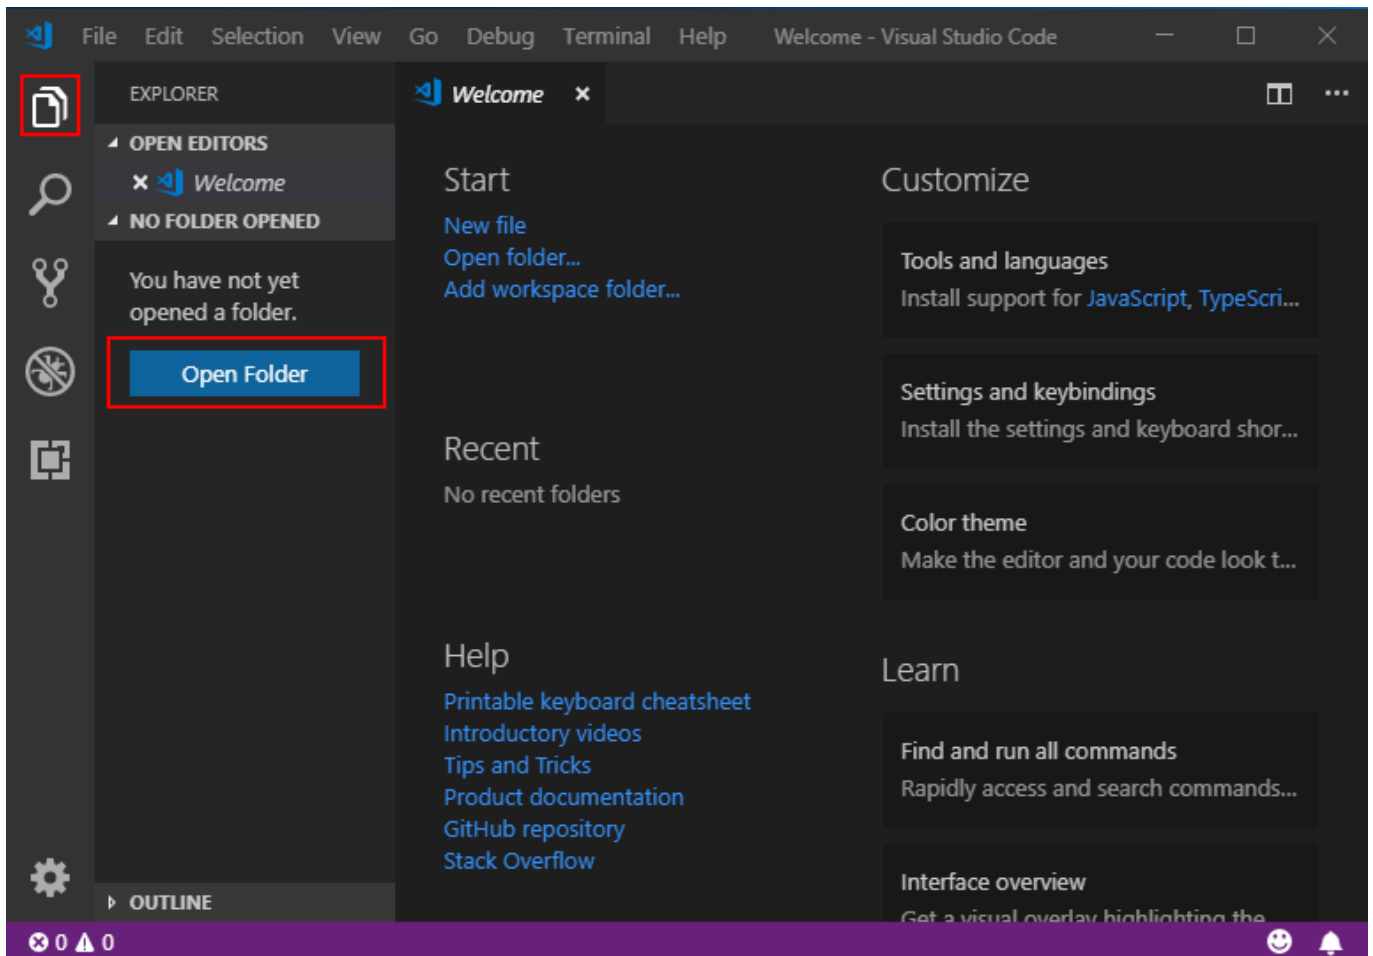 File Edit Selection View Go Debug Terminal Help Welcome - Visual Studio Code
EXPLORER
OPEN EDITORS
Welcome
NO FOLDER OPENED
You have not yet
opened a folder.
Open Folder
OUTLINE
Welcome
Start
New file
Open folder...
Add workspace folder...
Recent
No recent folders
Help
Printable keyboard cheatsheet
Introductory videos
Tips and Tricks
Product documentation
GitHub repository
Stack Overflow
Customize
Tools and languages
Install support for JavaScript, TypeScri...
Settings and keybindings
Install the settings and keyboard shor...
Color theme
Make the editor and your code look t...
Learn
Find and run all commands
Rapidly access and search commands...
Interface overview
Get a visual overlay highlighting the
0 0